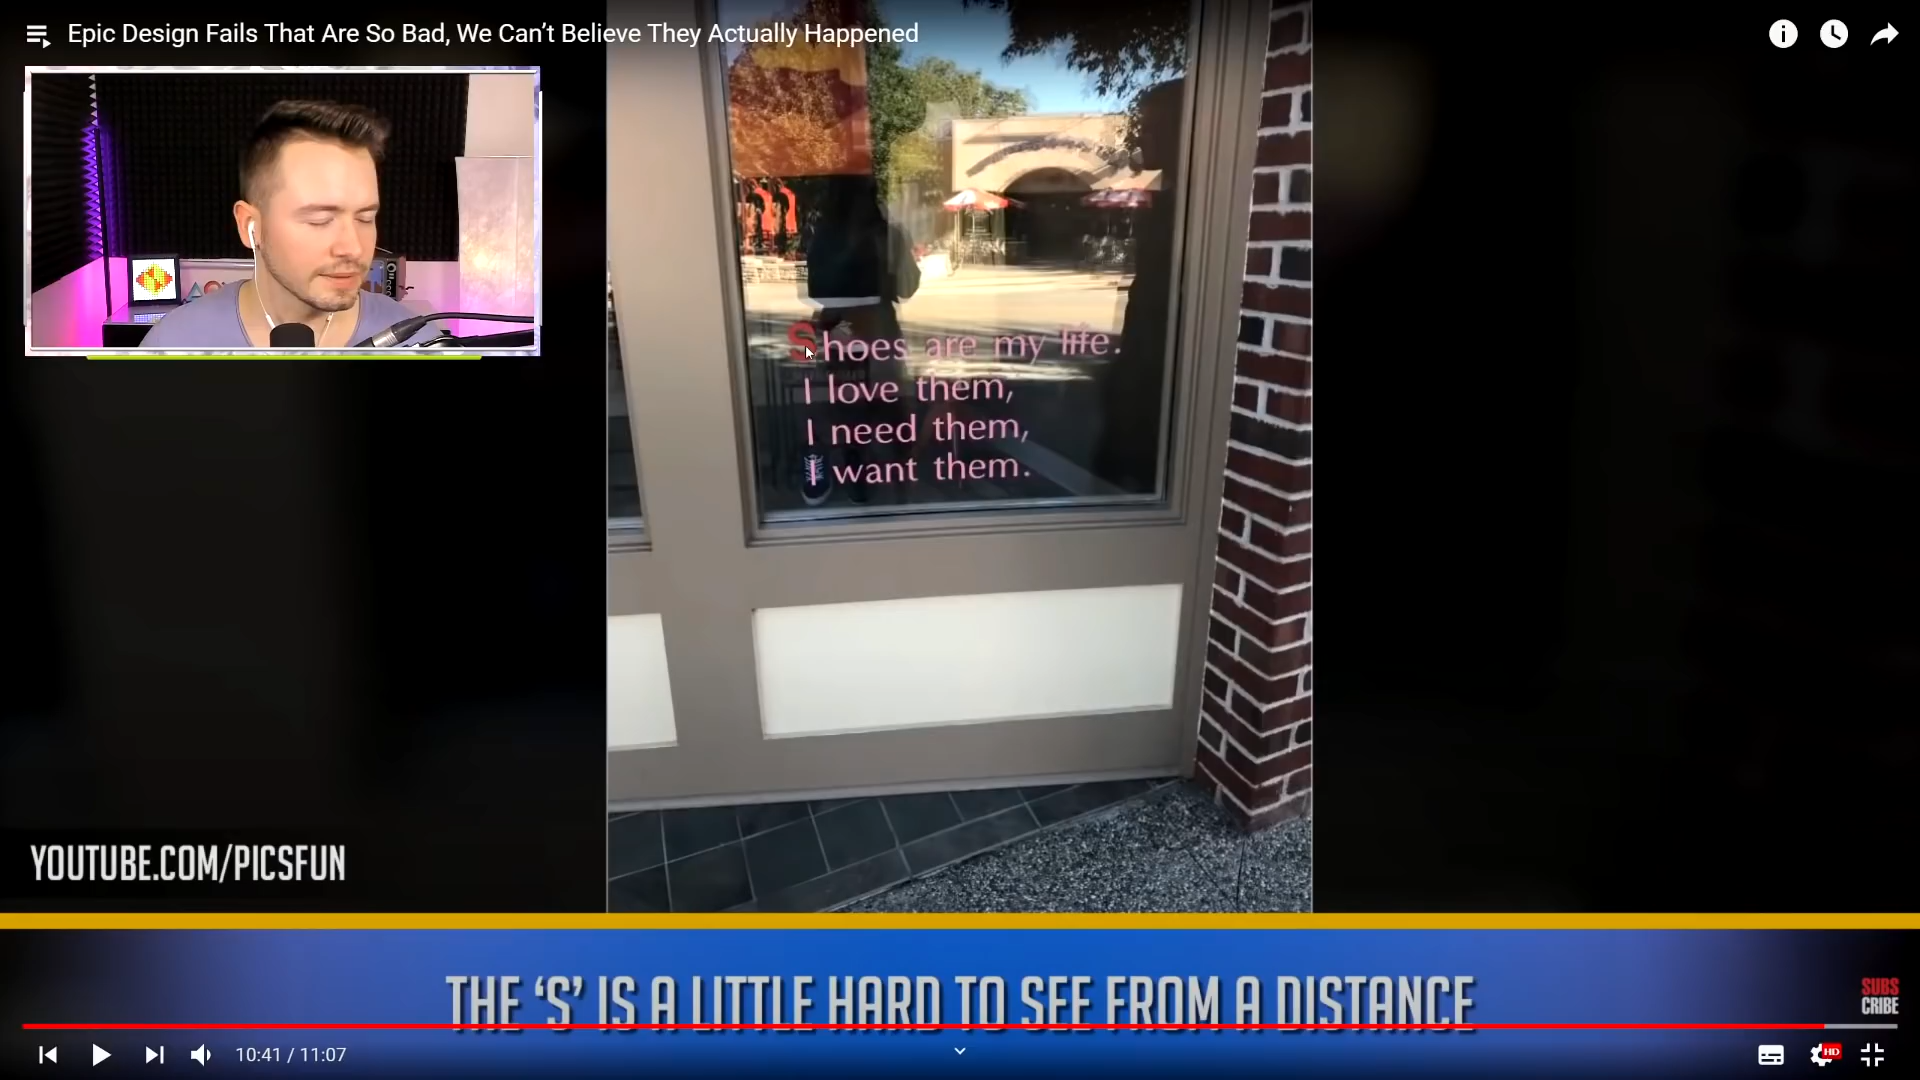 Epic Design Fails That Are So Bad, We Can’t Believe They Actually Happened
Shoes are my life.
I love them,
I need them,
I want them.
YOUTUBE.COM/PICSFUN
THE ‘S’ IS A LITTLE HARD TO SEE FROM A DISTANCE
SUBS
CRIBE
10:41 / 11:07
HD